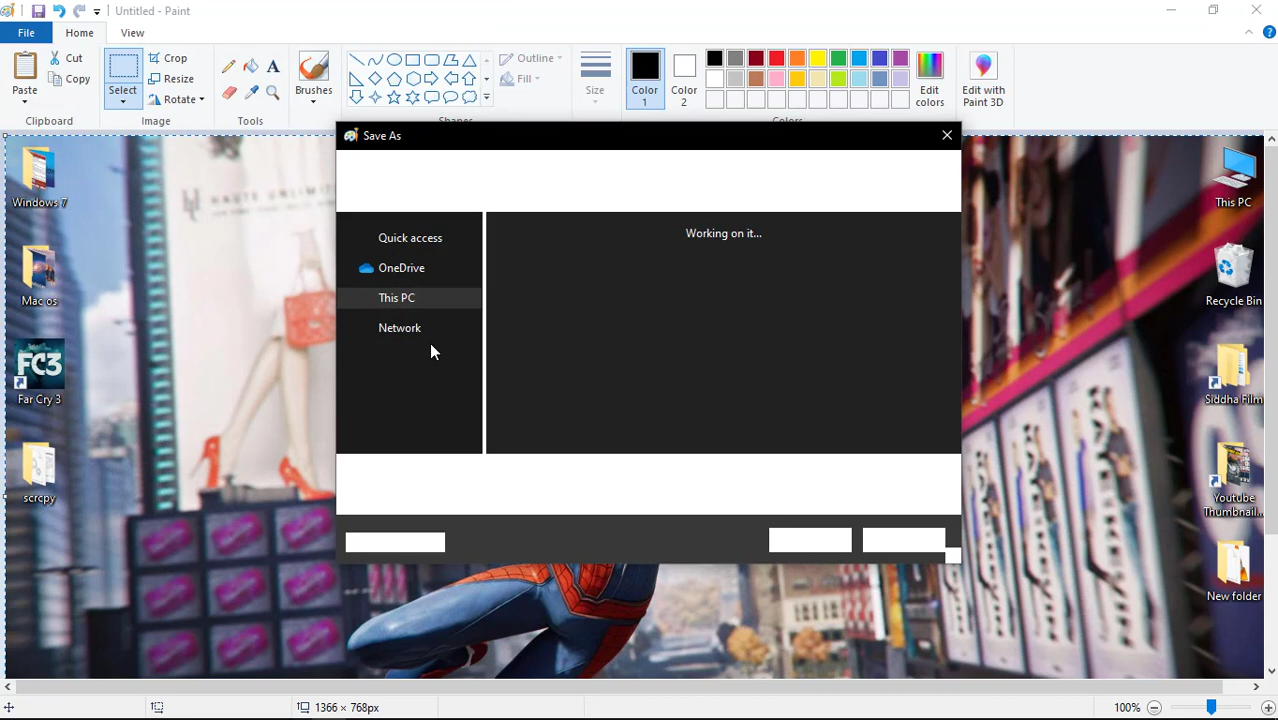 Untitled - Paint
File
Home
View
Paste
Cut
Copy
Clipboard
Select
Crop
Resize
Rotate
Image
Tools
Brushes
Shapes
Outline
Fill
Size
Color 1
Color 2
Edit colors
Colors
Edit with Paint 3D
Save As
Quick access
OneDrive
This PC
Network
Working on it...
Windows 7
Mac os
FC3
Far Cry 3
scrcpy
HAUTE UNLIMIT
This PC
Recycle Bin
Siddha Film
Youtube
Thumbnail...
New folder
1366 × 768px
100%